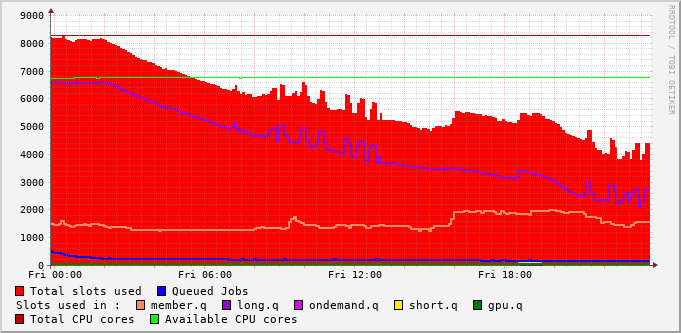 9000
8000
7000
6000
5000
4000
3000
2000
1000
0
Fri 00:00 Fri 06:00 Fri 12:00 Fri 18:00
RRDTOOL / TOBI OETIKER
Total slots used Queued Jobs
Slots used in : member.q long.q ondemand.q short.q gpu.q
Total CPU cores Available CPU cores